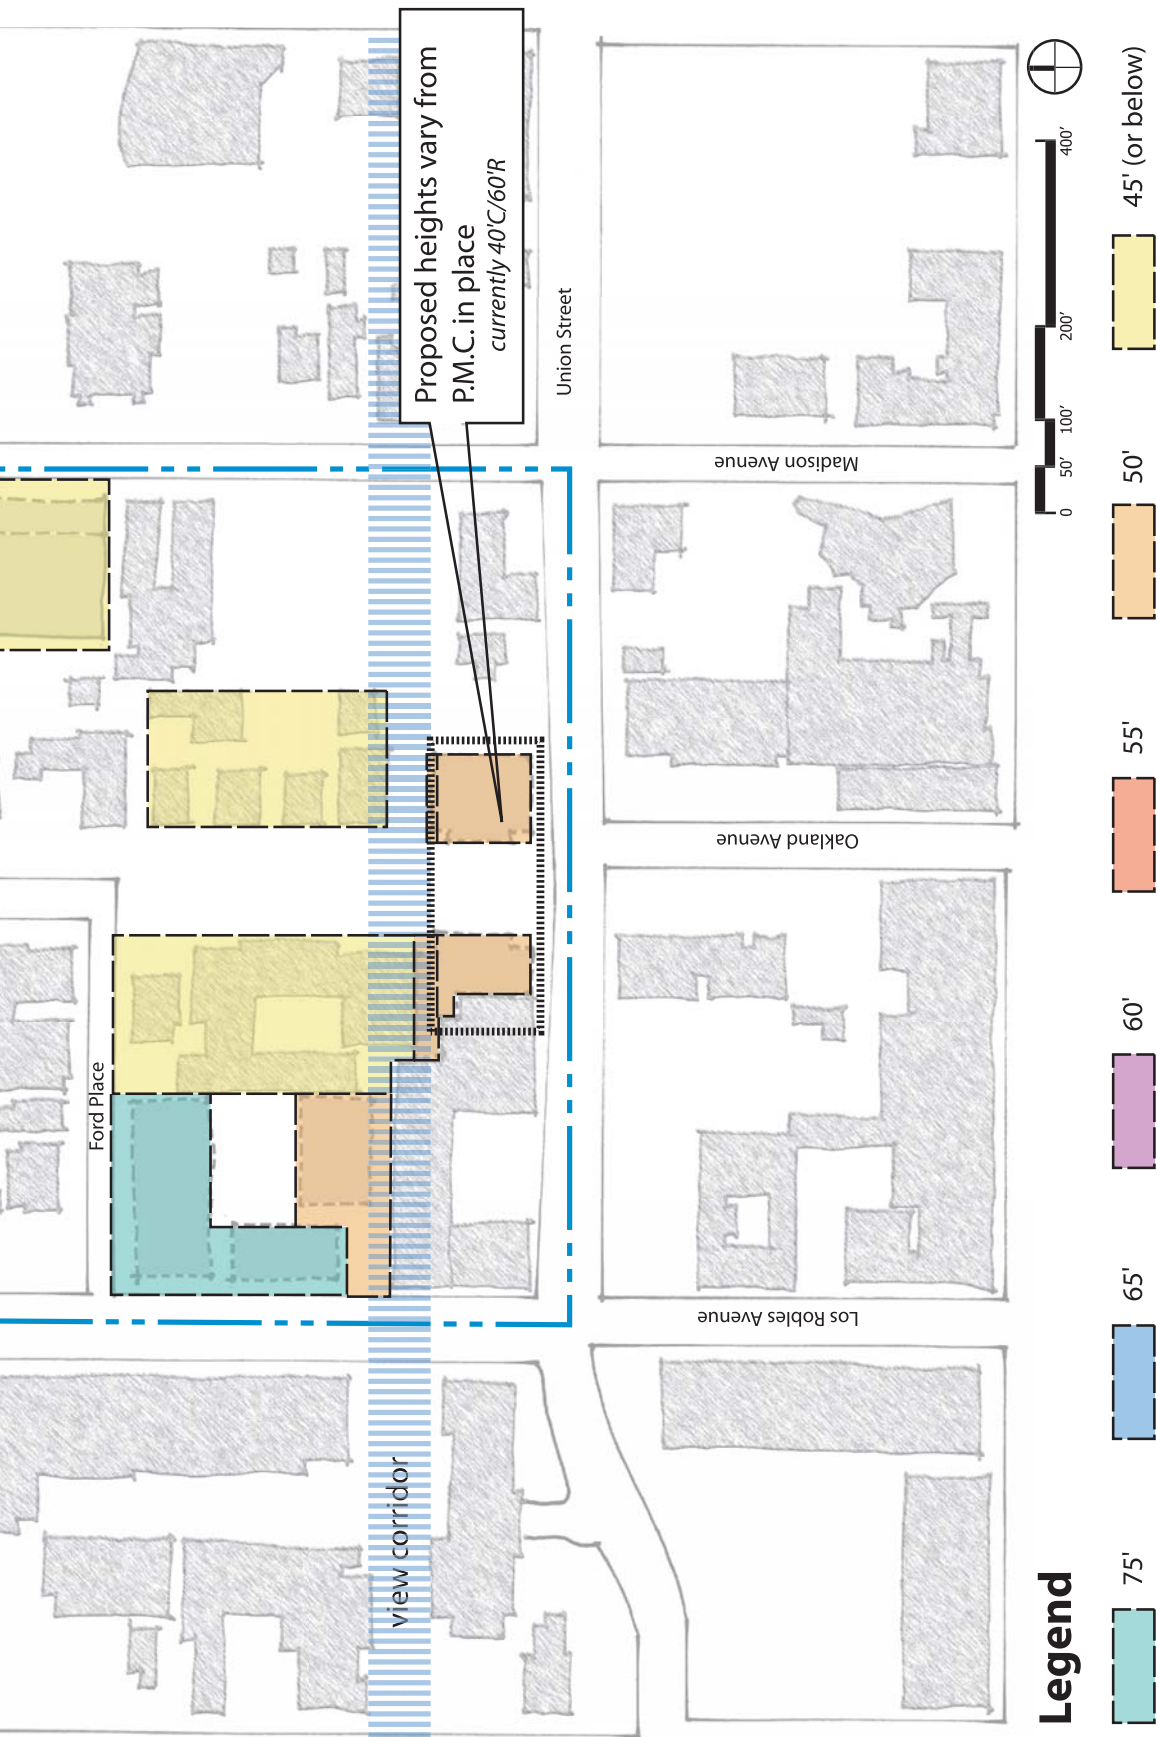 Proposed heights vary from
P.M.C. in place
currently 40'C/60'R
Ford Place
view corridor
Union Street
Los Robles Avenue
Oakland Avenue
Madison Avenue
0
50'
100'
200'
400'
Legend
75'
65'
60'
55'
50'
45' (or below)